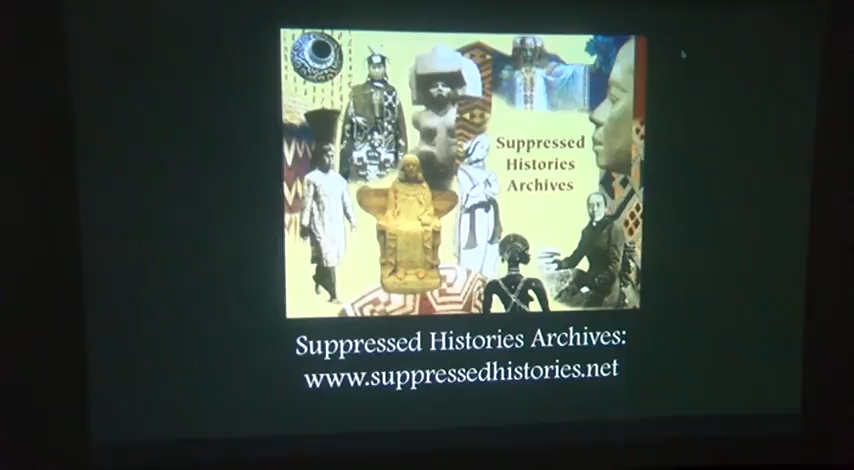 Suppressed
Histories
Archives
Suppressed Histories Archives:
www.suppressedhistories.net